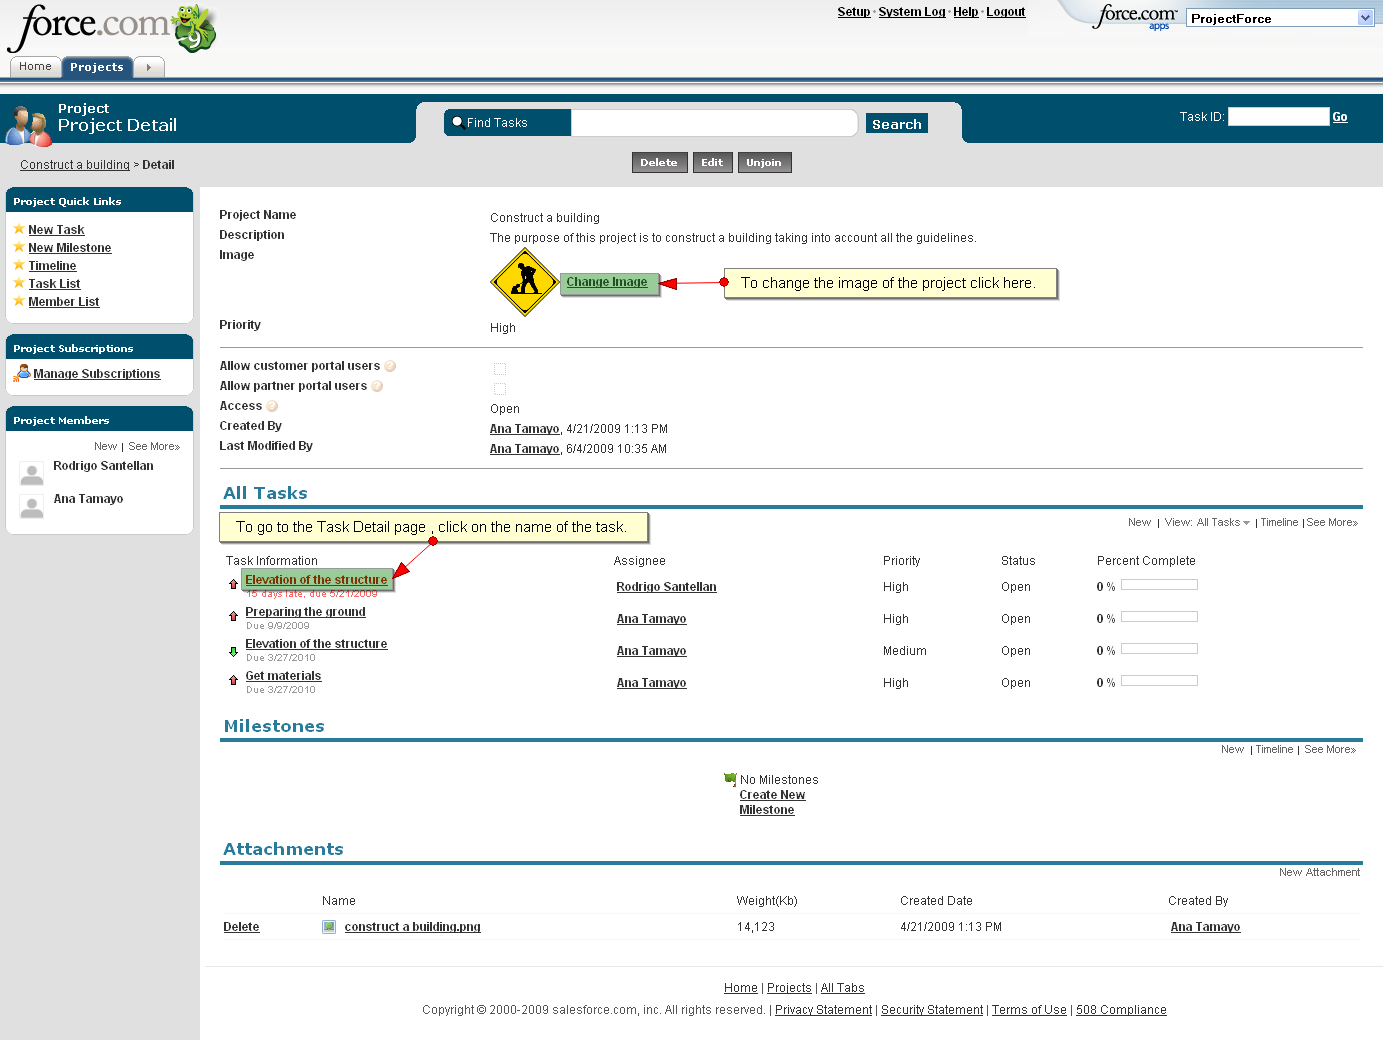 force.com
9
Setup · System Log · Help · Logout
force.com
apps
ProjectForce
Home
Projects
Project
Project Detail
Find Tasks
Search
Task ID:
Go
Construct a building > Detail
Delete
Edit
Unjoin
Project Quick Links
New Task
New Milestone
Timeline
Task List
Member List
Project Subscriptions
Manage Subscriptions
Project Members
New | See More»
Rodrigo Santellan
Ana Tamayo
Project Name
Construct a building
Description
The purpose of this project is to construct a building taking into account all the guidelines.
Image
Change Image
To change the image of the project click here.
Priority
High
Allow customer portal users ?
Allow partner portal users ?
Access ?
Open
Created By
Ana Tamayo, 4/21/2009 1:13 PM
Last Modified By
Ana Tamayo, 6/4/2009 10:35 AM
All Tasks
To go to the Task Detail page , click on the name of the task.
New | View: All Tasks | Timeline | See More»
Task Information Assignee Priority Status Percent Complete
Elevation of the structure Rodrigo Santellan High Open 0 %
15 days late, due 5/21/2009
Preparing the ground Ana Tamayo High Open 0 %
Due 9/9/2009
Elevation of the structure Ana Tamayo Medium Open 0 %
Due 3/27/2010
Get materials Ana Tamayo High Open 0 %
Due 3/27/2010
Milestones
New | Timeline | See More»
No Milestones
Create New
Milestone
Attachments
New Attachment
Name Weight(Kb) Created Date Created By
Delete construct a building.png 14,123 4/21/2009 1:13 PM Ana Tamayo
Home | Projects | All Tabs
Copyright © 2000-2009 salesforce.com, inc. All rights reserved. | Privacy Statement | Security Statement | Terms of Use | 508 Compliance